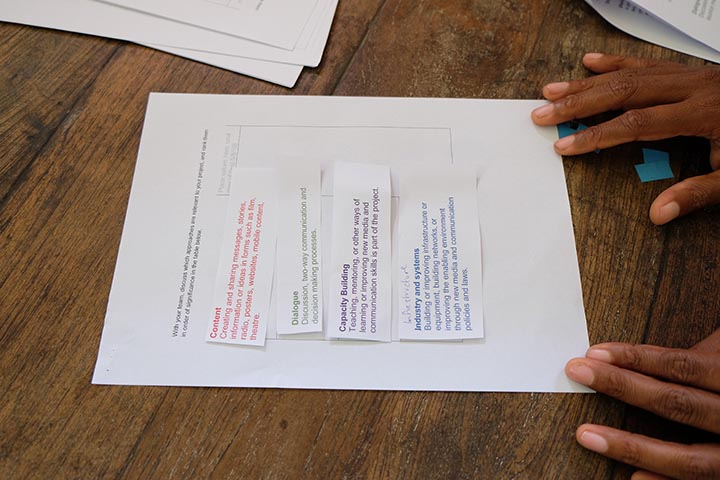 With your team, discuss which approaches are relevant to your project, and rank them
in order of significance in the table below.
Content
Creating and sharing messages, stories,
information or ideas in forms such as film,
radio, posters, websites, mobile content,
theatre.
Dialogue
Discussion, two-way communication and
decision making processes.
Capacity Building
Teaching, mentoring, or other ways of
learning or improving new media and
communication skills is part of the project.
Industry and systems
Building or improving infrastructure or
equipment, building networks, or
improving the enabling environment
through new media and communication
policies and laws.